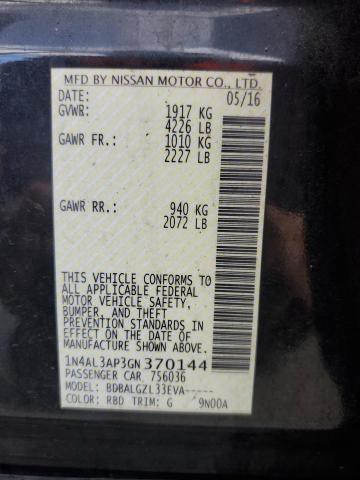 MFD BY NISSAN MOTOR CO., LTD.
DATE: 05/16
GVWR: 1917 KG
4226 LB
GAWR FR.: 1010 KG
2227 LB
GAWR RR.: 940 KG
2072 LB
THIS VEHICLE CONFORMS TO
ALL APPLICABLE FEDERAL
MOTOR VEHICLE SAFETY,
BUMPER, AND THEFT
PREVENTION STANDARDS IN
EFFECT ON THE DATE OF
MANUFACTURE SHOWN ABOVE.
1N4AL3AP3GN370144
PASSENGER CAR 756036
MODEL: BDBALGZL33EVA-----
COLOR: RBD TRIM: G 9N00A